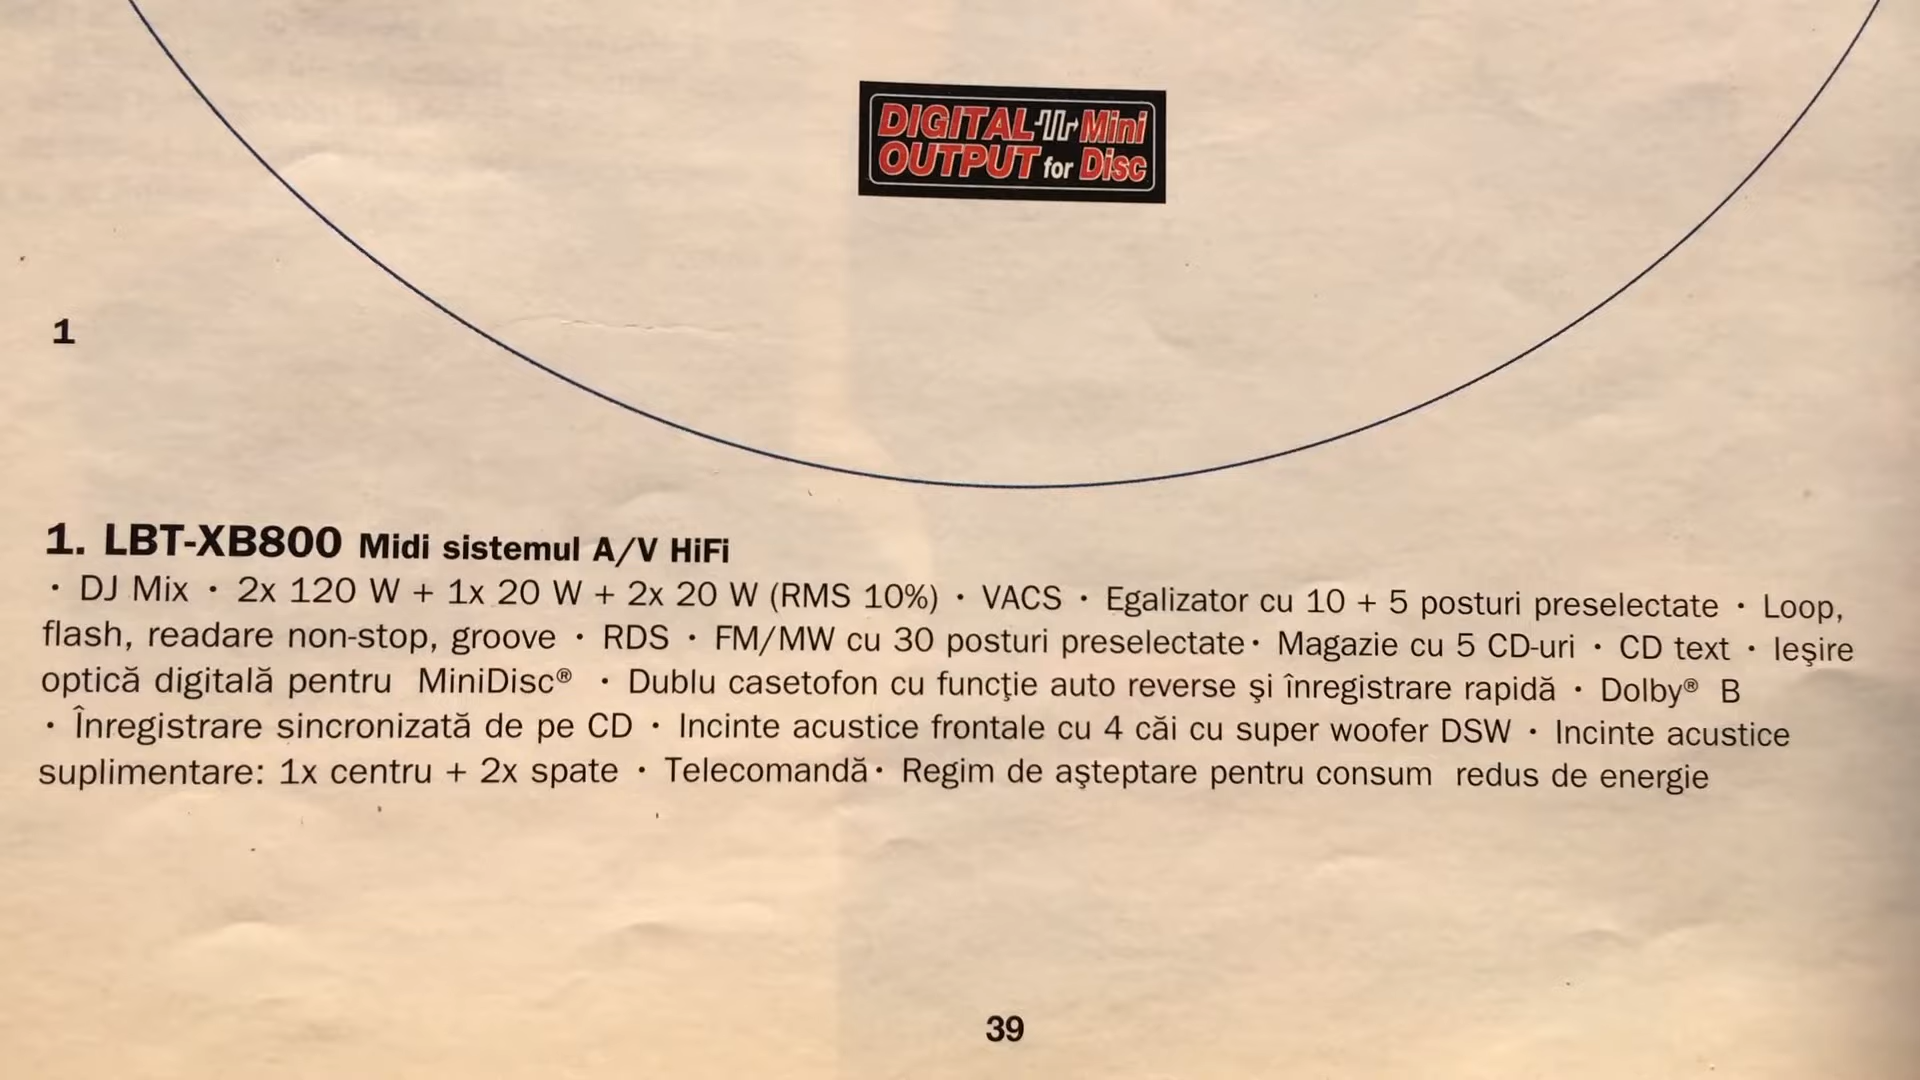 DIGITAL Mini
OUTPUT for Disc
1
1. LBT-XB800 Midi sistemul A/V HiFi
· DJ Mix · 2x 120 W + 1x 20 W + 2x 20 W (RMS 10%) · VACS · Egalizator cu 10 + 5 posturi preselectate · Loop,
flash, readare non-stop, groove · RDS · FM/MW cu 30 posturi preselectate · Magazie cu 5 CD-uri · CD text · Ieşire
optică digitală pentru MiniDisc® · Dublu casetofon cu funcţie auto reverse şi înregistrare rapidă · Dolby® B
· Înregistrare sincronizată de pe CD · Incinte acustice frontale cu 4 căi cu super woofer DSW · Incinte acustice
suplimentare: 1x centru + 2x spate · Telecomandă · Regim de aşteptare pentru consum redus de energie
39